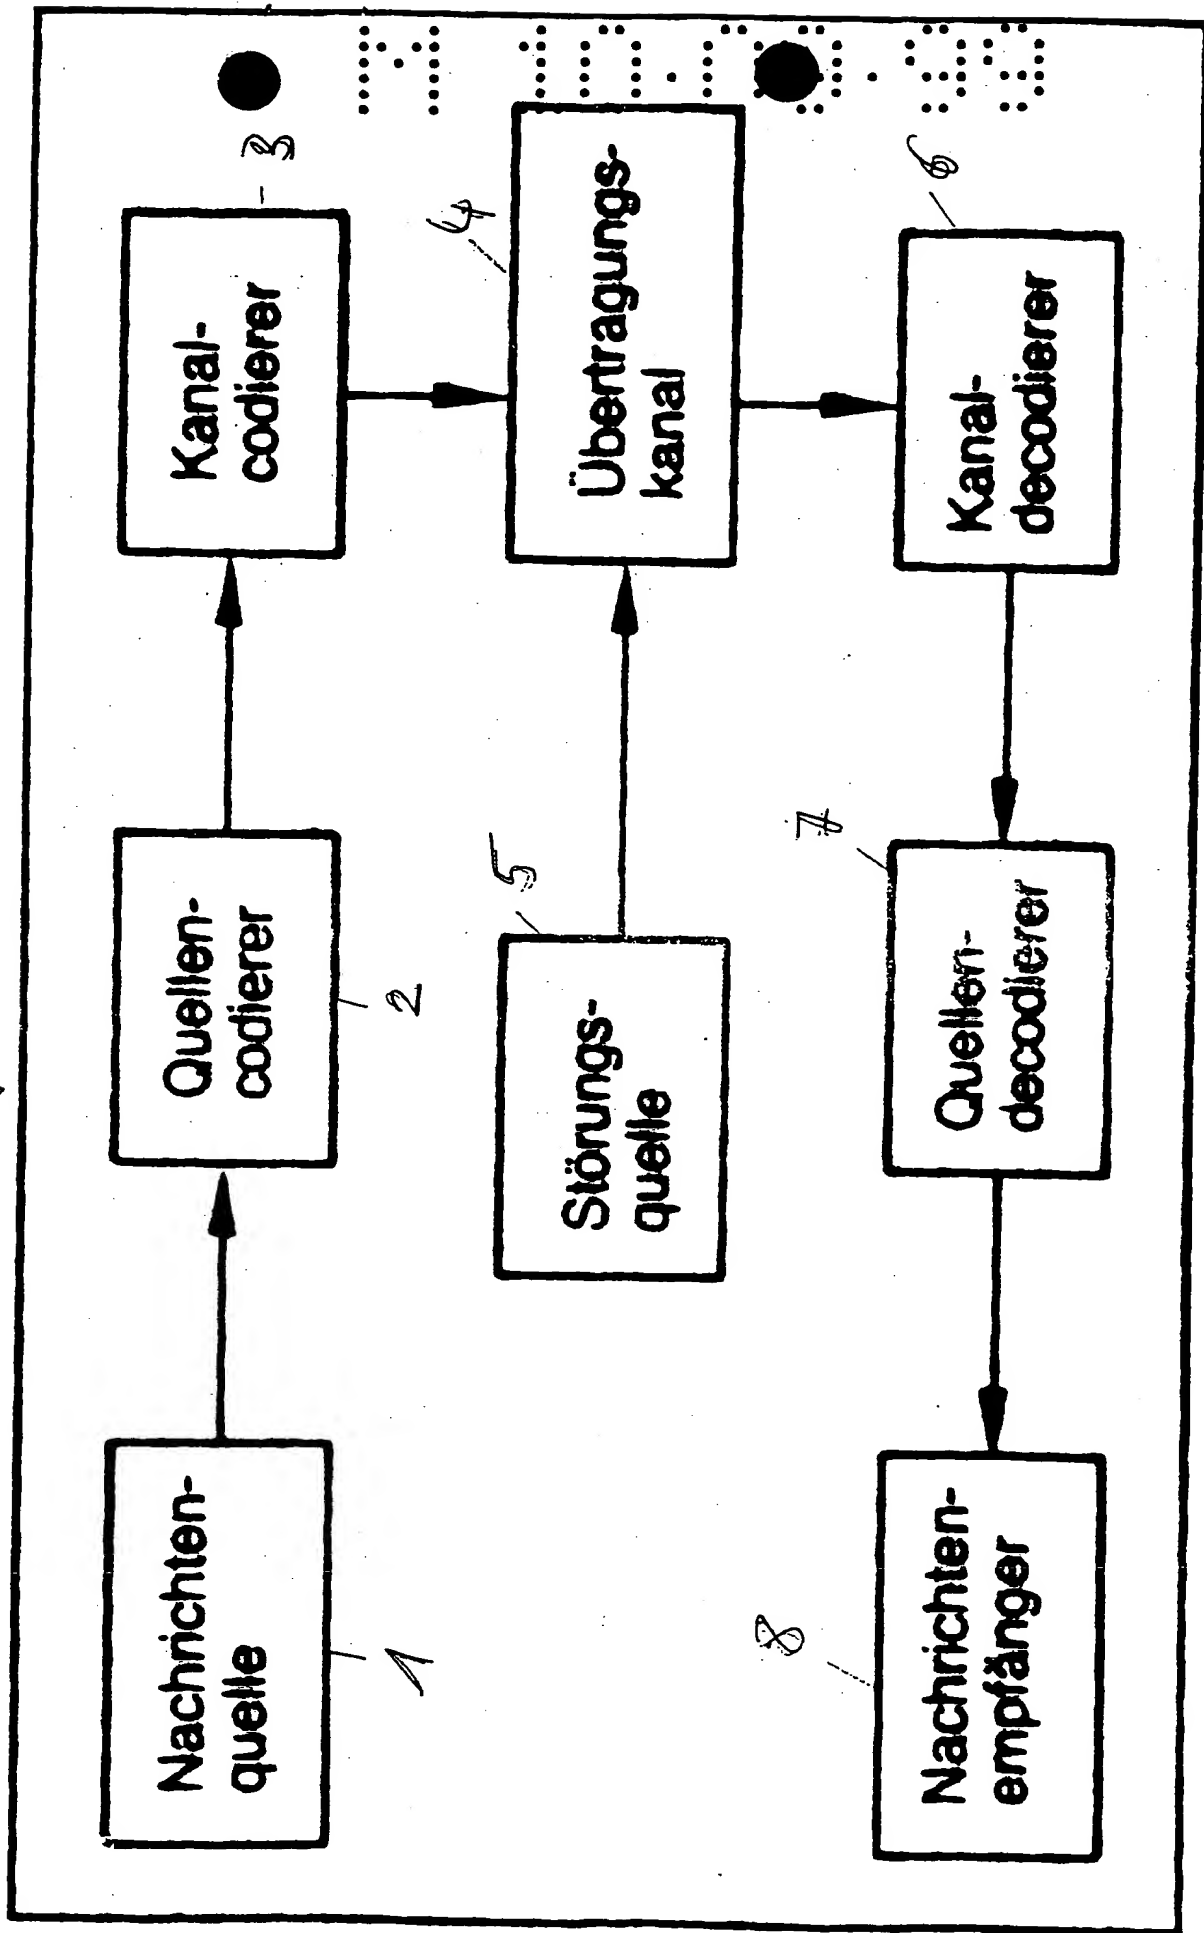 Nachrichten-
quelle
1
Quellen-
codierer
2
Kanal-
codierer
3
Übertragungs-
kanal
4
Störungs-
quelle
5
Kanal-
decodierer
6
Quellen-
decodierer
7
Nachrichten-
empfänger
8